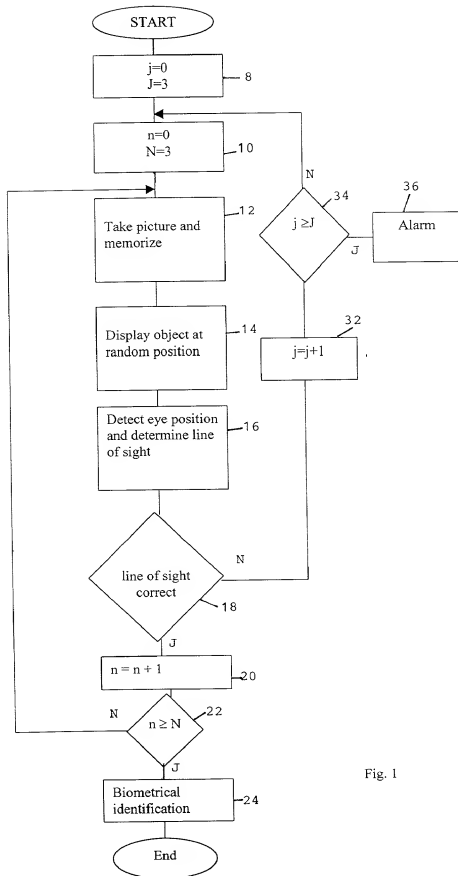 START
j=0
J=3
8
n=0
N=3
10
N
34
36
Take picture and
memorize
12
j ≥J
J
Alarm
Display object at
random position
14
32
j=j+1
Detect eye position
and determine line
of sight
16
line of sight
correct
N
18
J
n = n + 1
20
N
n ≥ N
22
J
Fig. 1
Biometrical
identification
24
End